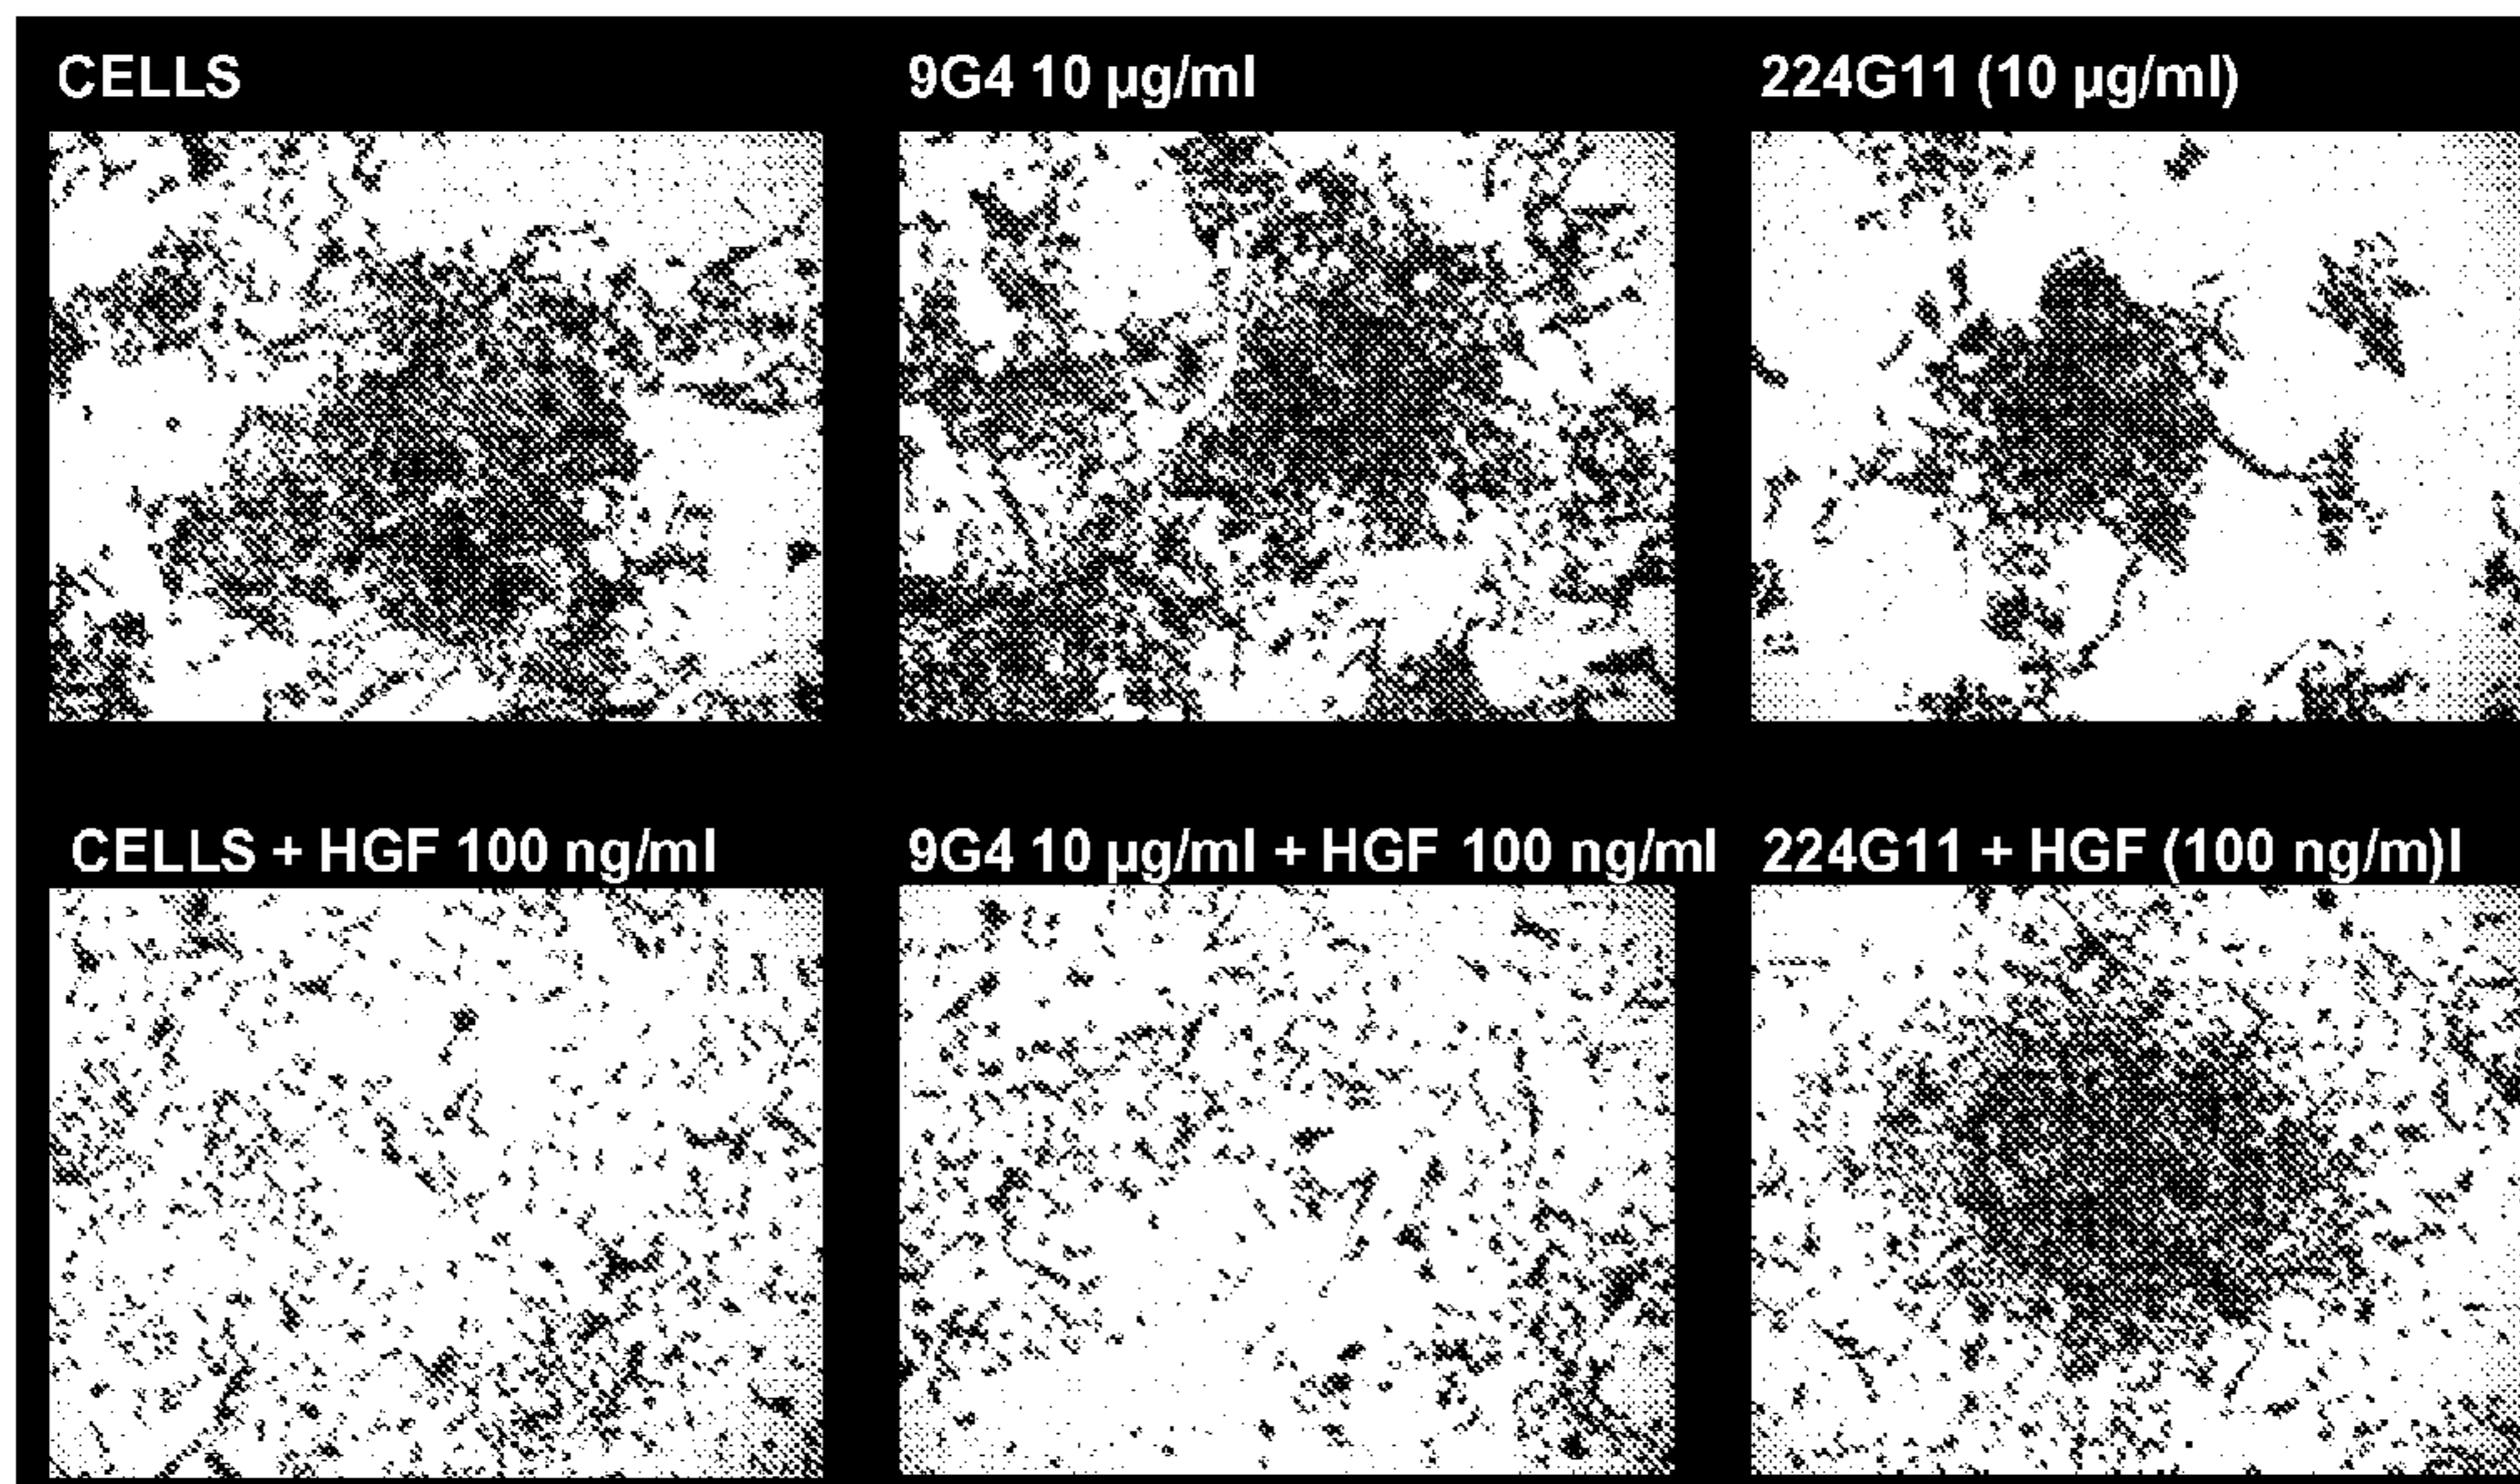 CELLS
9G4 10 µg/ml
224G11 (10 µg/ml)
CELLS + HGF 100 ng/ml
9G4 10 µg/ml + HGF 100 ng/ml
224G11 + HGF (100 ng/m)l